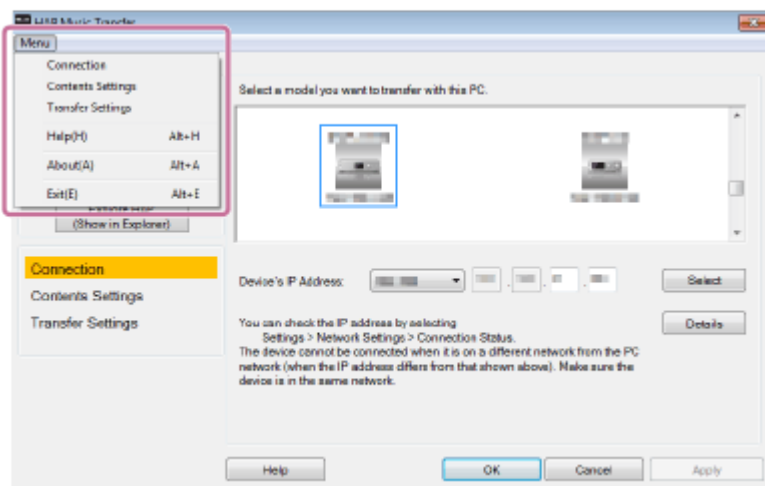 HAP Music Transfer
Menu
Connection
Contents Settings
Transfer Settings
Help(H) Alt+H
About(A) Alt+A
Exit(E) Alt+E
(Show in Explorer)
Connection
Contents Settings
Transfer Settings
Select a model you want to transfer with this PC.
Device's IP Address:
. . .
Select
You can check the IP address by selecting
Settings > Network Settings > Connection Status.
The device cannot be connected when it is on a different network from the PC
network (when the IP address differs from that shown above). Make sure the
device is in the same network.
Details
Help
OK
Cancel
Apply